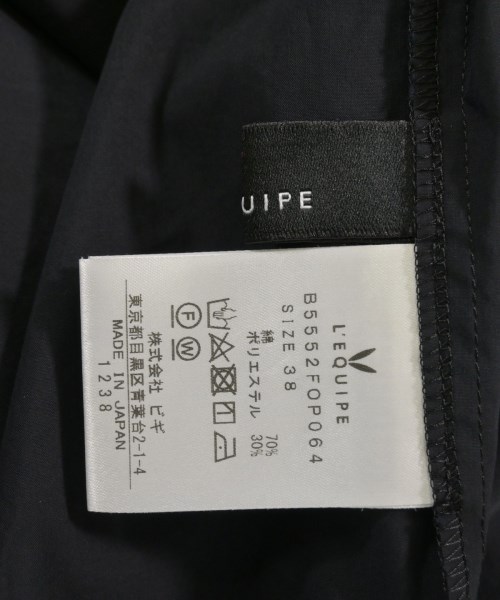 UIPE
L'EQUIPE
B5552FOP064
SIZE 38
綿 70%
ポリエステル 30%
F W
株式会社 ビギ
東京都目黒区青葉台2-1-4
MADE IN JAPAN
1238